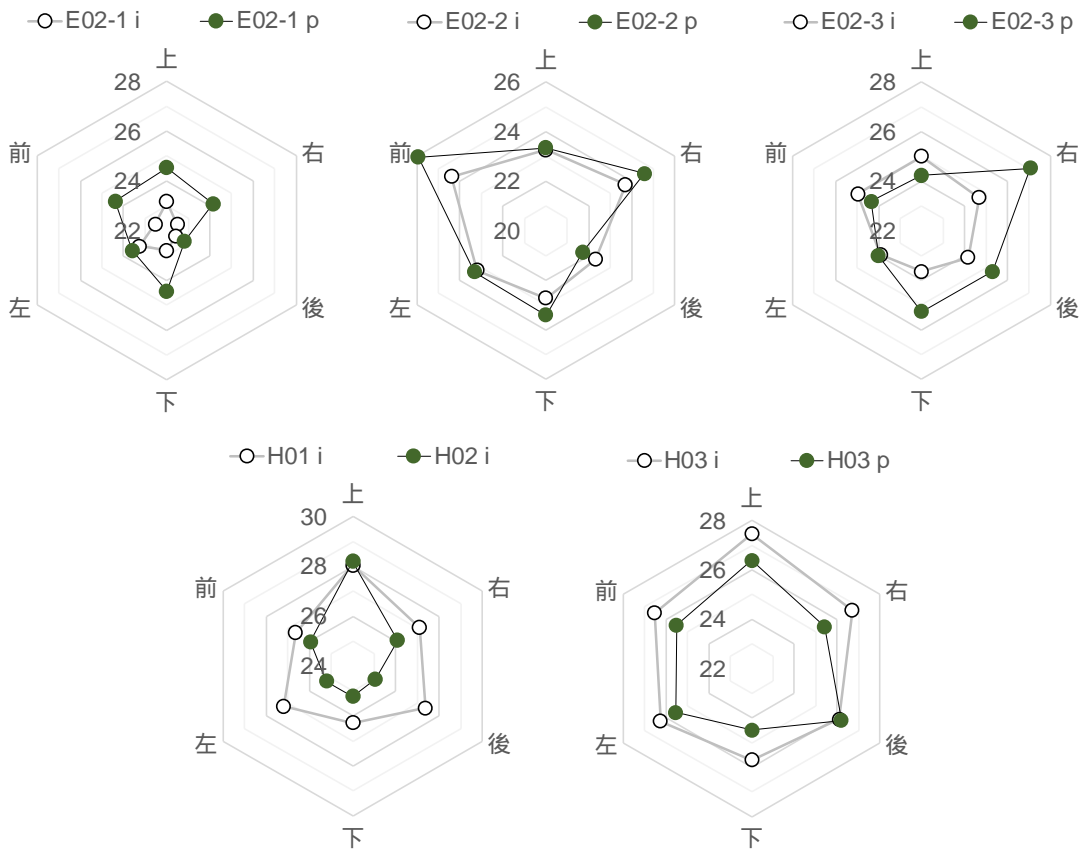 E02-1 i E02-1 p
上
28
26
24
22
前 右
左 後
下
E02-2 i E02-2 p
上
26
24
22
20
前 右
左 後
下
E02-3 i E02-3 p
上
28
26
24
22
前 右
左 後
下
H01 i H02 i
上
30
28
26
24
前 右
左 後
下
H03 i H03 p
上
28
26
24
22
前 右
左 後
下